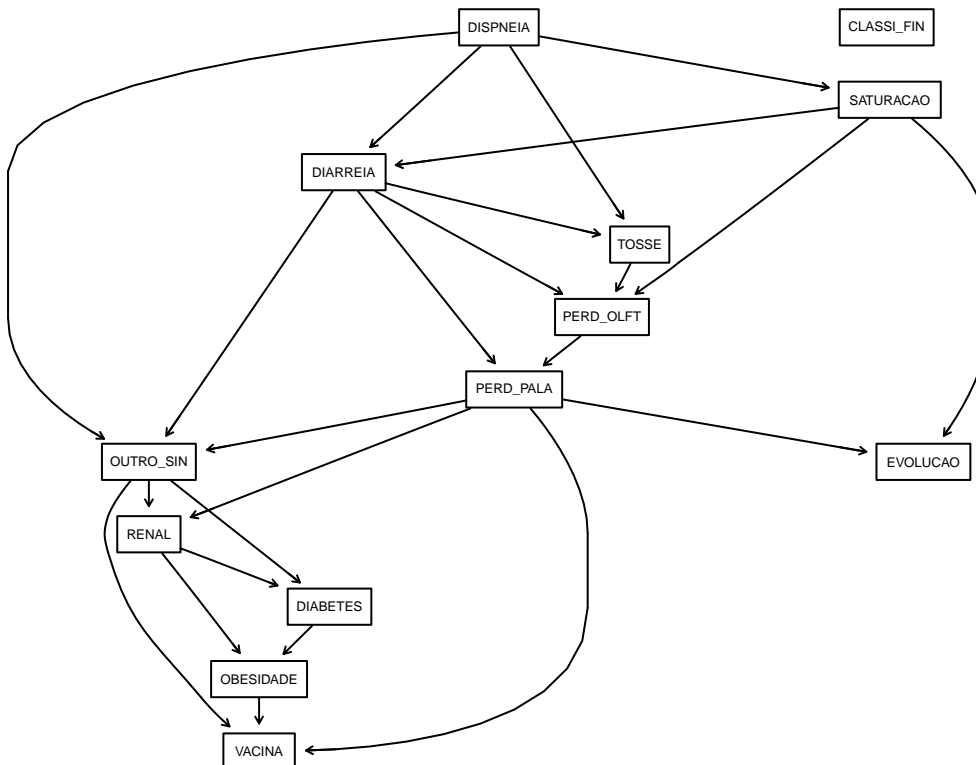 DISPNEIA
CLASSI_FIN
SATURACAO
DIARREIA
TOSSE
PERD_OLFT
PERD_PALA
OUTRO_SIN
EVOLUCAO
RENAL
DIABETES
OBESIDADE
VACINA